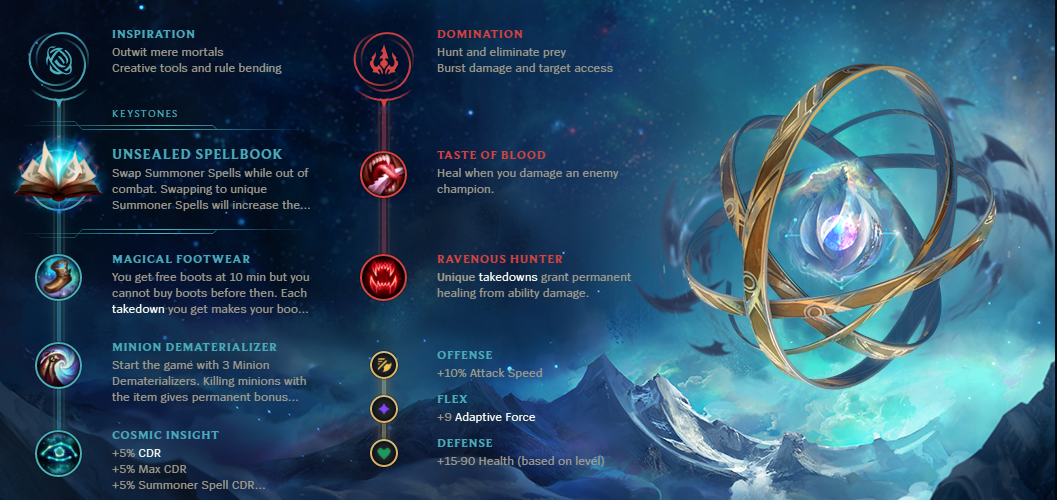 INSPIRATION
Outwit mere mortals
Creative tools and rule bending
KEYSTONES
UNSEALED SPELLBOOK
Swap Summoner Spells while out of
combat. Swapping to unique
Summoner Spells will increase the...
MAGICAL FOOTWEAR
You get free boots at 10 min but you
cannot buy boots before then. Each
takedown you get makes your boo...
MINION DEMATERIALIZER
Start the game with 3 Minion
Dematerializers. Killing minions with
the item gives permanent bonus...
COSMIC INSIGHT
+5% CDR
+5% Max CDR
+5% Summoner Spell CDR...
DOMINATION
Hunt and eliminate prey
Burst damage and target access
TASTE OF BLOOD
Heal when you damage an enemy
champion.
RAVENOUS HUNTER
Unique takedowns grant permanent
healing from ability damage.
OFFENSE
+10% Attack Speed
FLEX
+9 Adaptive Force
DEFENSE
+15-90 Health (based on level)